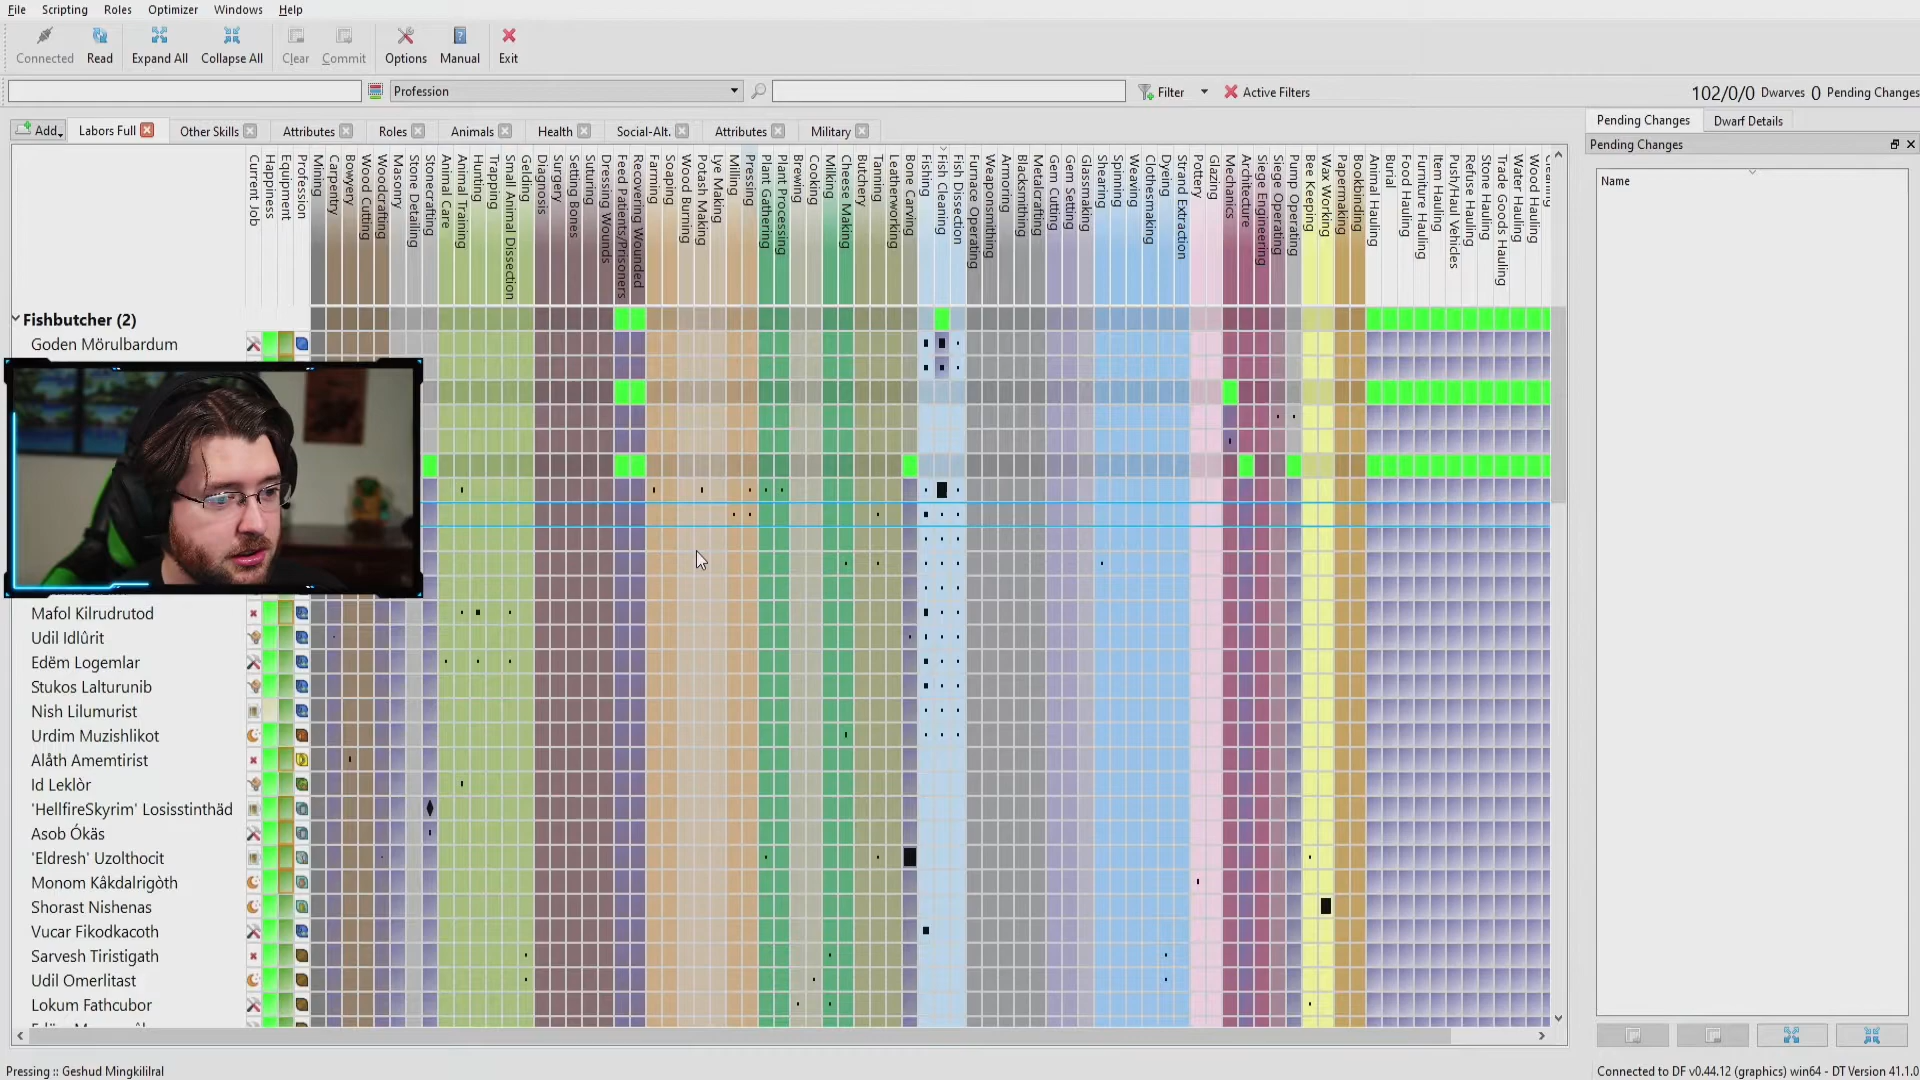 File Scripting Roles Optimizer Windows Help
Connected Read Expand All Collapse All Clear Commit Options Manual Exit
Profession Filter Active Filters 102/0/0 Dwarves 0 Pending Changes
Add Labors Full Other Skills Attributes Roles Animals Health Social-Alt. Attributes Military
Pending Changes Dwarf Details
Pending Changes
Name
Current Job
Happiness
Equipment
Profession
Mining
Carpentry
Bowyery
Wood Cutting
Woodcrafting
Masonry
Stone Detailing
Stonecrafting
Animal Care
Animal Training
Hunting
Trapping
Small Animal Dissection
Gelding
Diagnosis
Surgery
Setting Bones
Suturing
Dressing Wounds
Feed Patients/Prisoners
Recovering Wounded
Farming
Soaping
Wood Burning
Potash Making
Lye Making
Milling
Pressing
Plant Gathering
Plant Processing
Brewing
Cooking
Milking
Cheese Making
Butchery
Tanning
Leatherworking
Bone Carving
Fishing
Fish Cleaning
Fish Dissection
Furnace Operating
Weaponsmithing
Armoring
Blacksmithing
Metalcrafting
Gem Cutting
Gem Setting
Glassmaking
Shearing
Spinning
Weaving
Clothesmaking
Dyeing
Strand Extraction
Pottery
Glazing
Mechanics
Architecture
Siege Engineering
Siege Operating
Pump Operating
Bee Keeping
Wax Working
Papermaking
Bookbinding
Animal Hauling
Burial
Food Hauling
Furniture Hauling
Item Hauling
Push/Haul Vehicles
Refuse Hauling
Stone Hauling
Trade Goods Hauling
Water Hauling
Wood Hauling
Fishbutcher (2)
Goden Mörulbardum
Mafol Kilrudrutod
Udil Idlûrit
Edëm Logemlar
Stukos Lalturunib
Nish Lilumurist
Urdim Muzishlikot
Alåth Amemtirist
Id Leklòr
'HellfireSkyrim' Losisstinthäd
Asob Ókäs
'Eldresh' Uzolthocit
Monom Kâkdalrigòth
Shorast Nishenas
Vucar Fikodkacoth
Sarvesh Tiristigath
Udil Omerlitast
Lokum Fathcubor
Pressing :: Geshud Mingkililral
Connected to DF v0.44.12 (graphics) win64 - DT Version 41.1.0